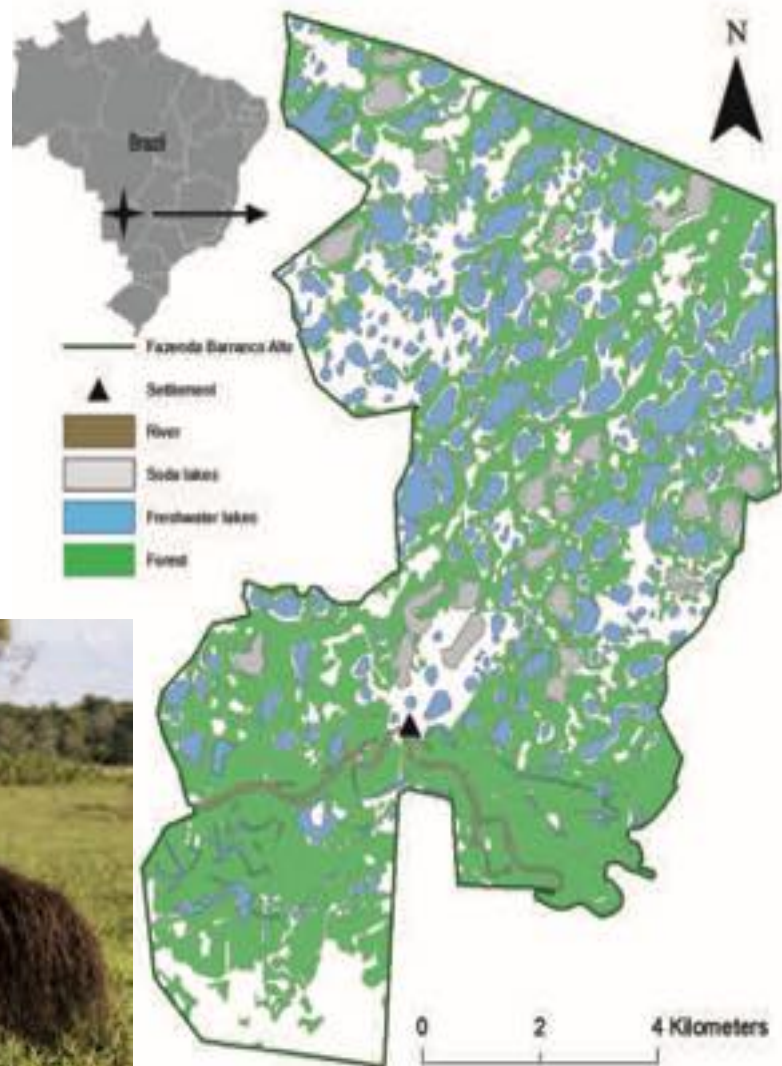 N
Brazil
Fazenda Barranco Alto
Settlement
River
Soda lakes
Freshwater lakes
Forest
0 2 4 Kilometers